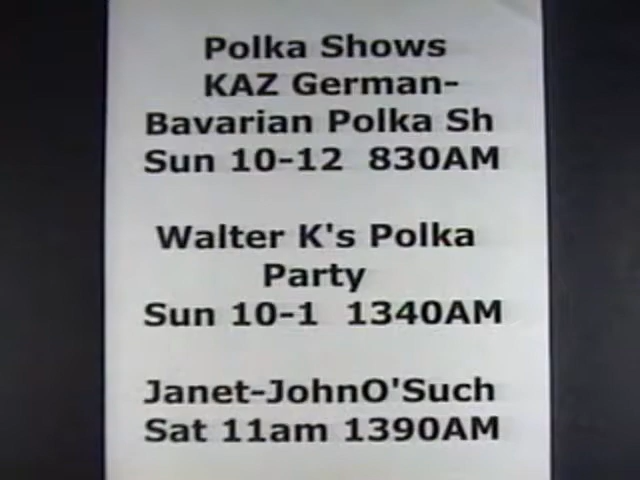 Polka Shows
KAZ German-
Bavarian Polka Sh
Sun 10-12 830AM
Walter K's Polka
Party
Sun 10-1 1340AM
Janet-JohnO'Such
Sat 11am 1390AM